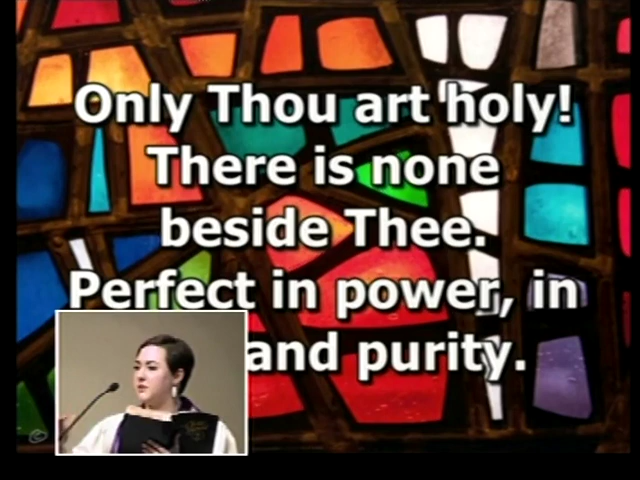 Only Thou art holy!
There is none
beside Thee.
Perfect in power, in
and purity.